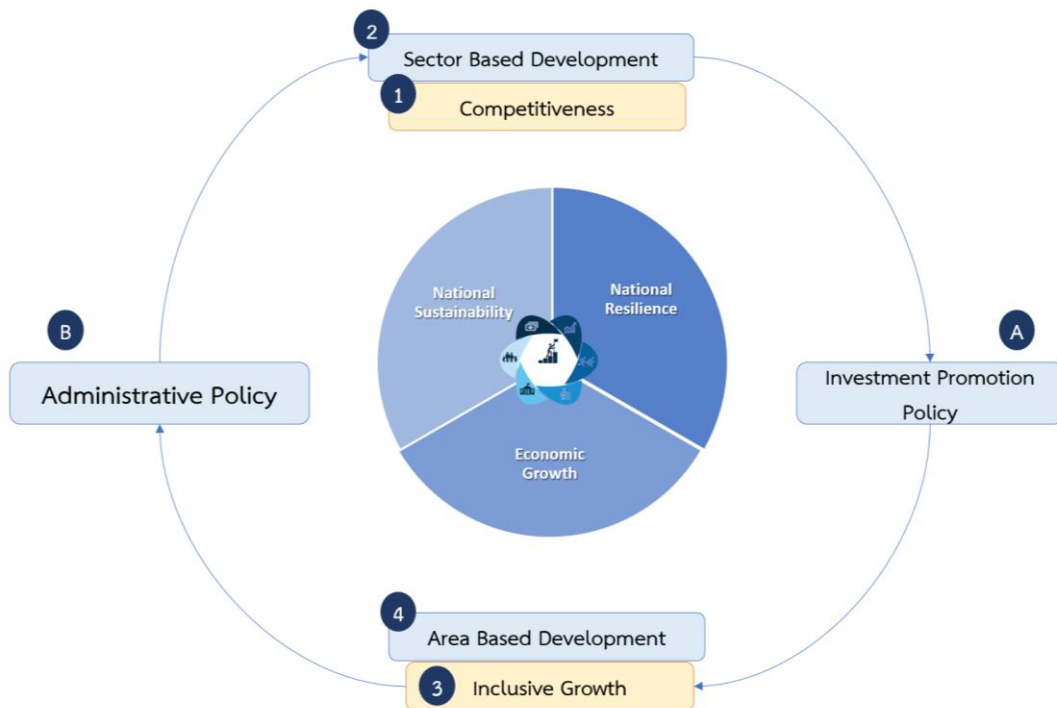 2
Sector Based Development
1
Competitiveness
National
Sustainability
National
Resilience
Economic
Growth
B
Administrative Policy
A
Investment Promotion
Policy
4
Area Based Development
3
Inclusive Growth